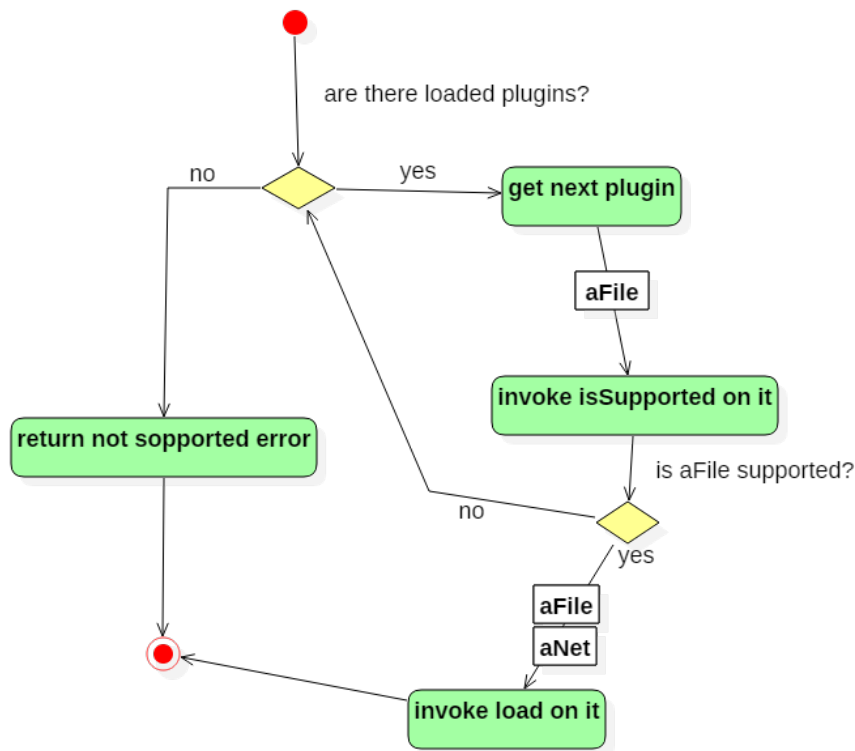 are there loaded plugins?
no
yes
get next plugin
aFile
invoke isSupported on it
return not sopported error
is aFile supported?
no
yes
aFile
aNet
invoke load on it